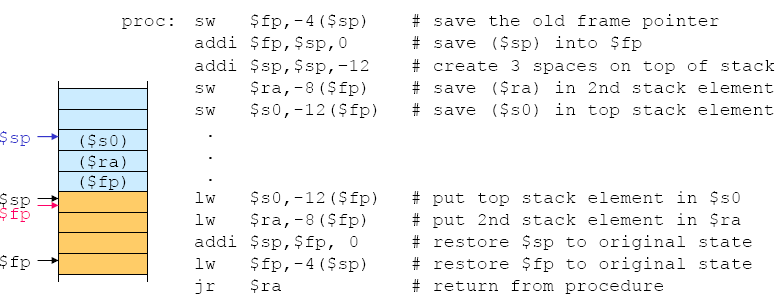 proc: sw $fp,-4($sp) # save the old frame pointer
addi $fp,$sp,0 # save ($sp) into $fp
addi $sp,$sp,-12 # create 3 spaces on top of stack
sw $ra,-8($fp) # save ($ra) in 2nd stack element
sw $s0,-12($fp) # save ($s0) in top stack element
.
.
.
lw $s0,-12($fp) # put top stack element in $s0
lw $ra,-8($fp) # put 2nd stack element in $ra
addi $sp,$fp, 0 # restore $sp to original state
lw $fp,-4($sp) # restore $fp to original state
jr $ra # return from procedure
$sp
($s0)
($ra)
($fp)
$sp
$fp
$fp